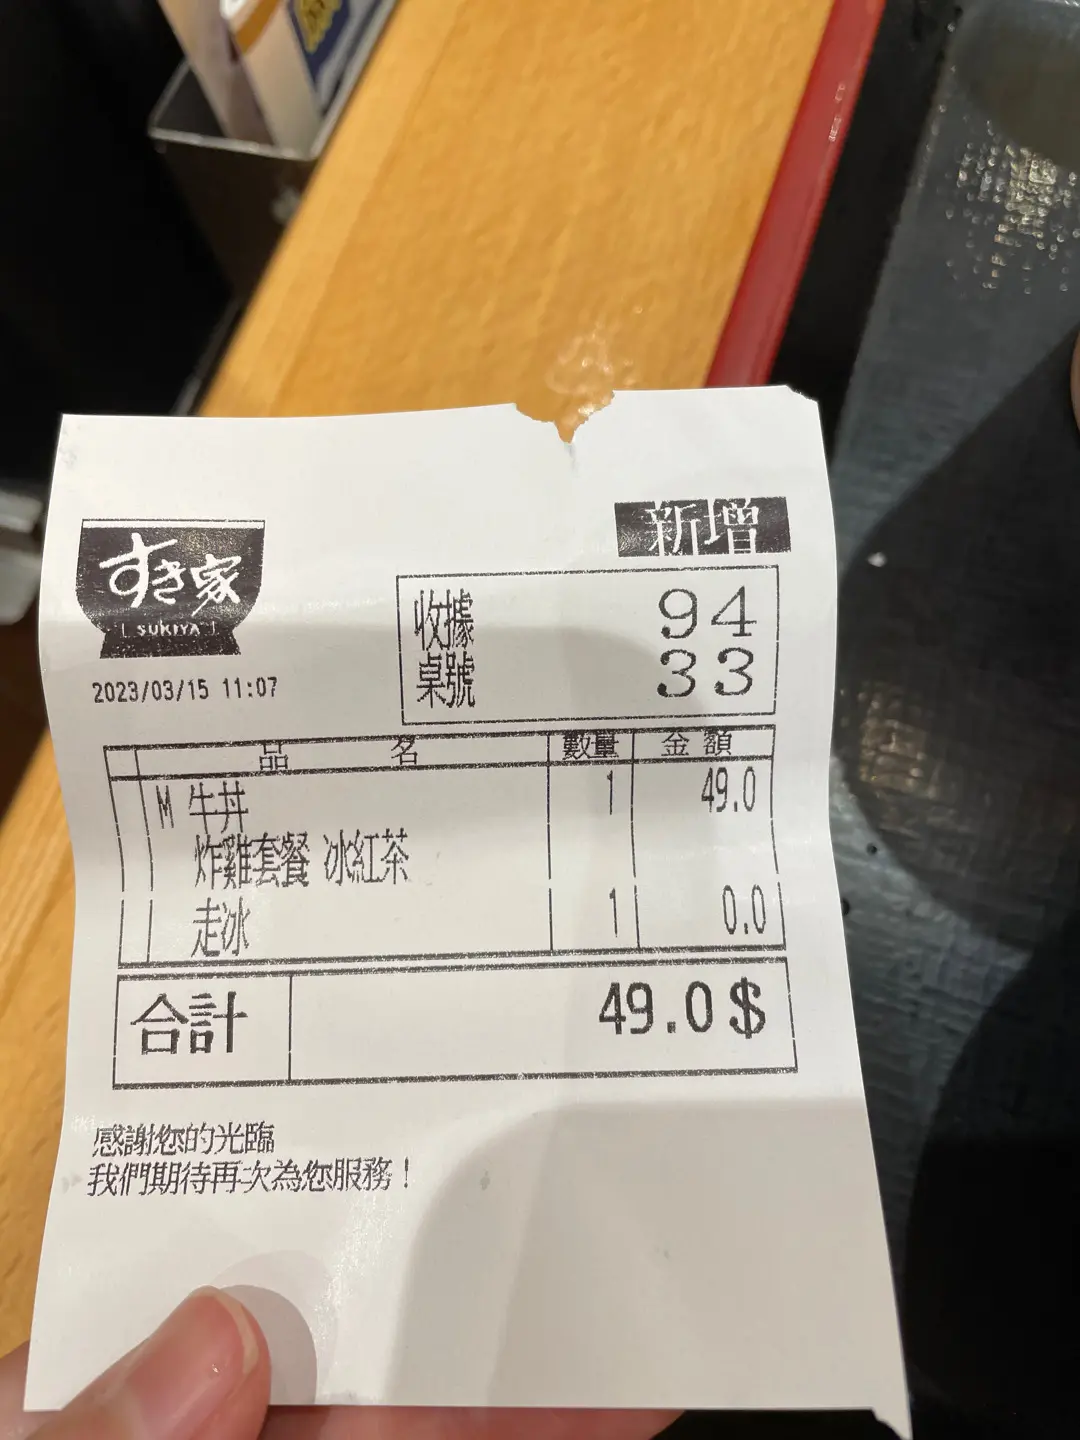 新增
すき家
SUKIYA
收據 94
桌號 33
2023/03/15 11:07
品名 數量 金額
M 牛丼 1 49.0
炸雞套餐 冰紅茶
走冰 1 0.0
合計 49.0$
感謝您的光臨
我們期待再次為您服務！